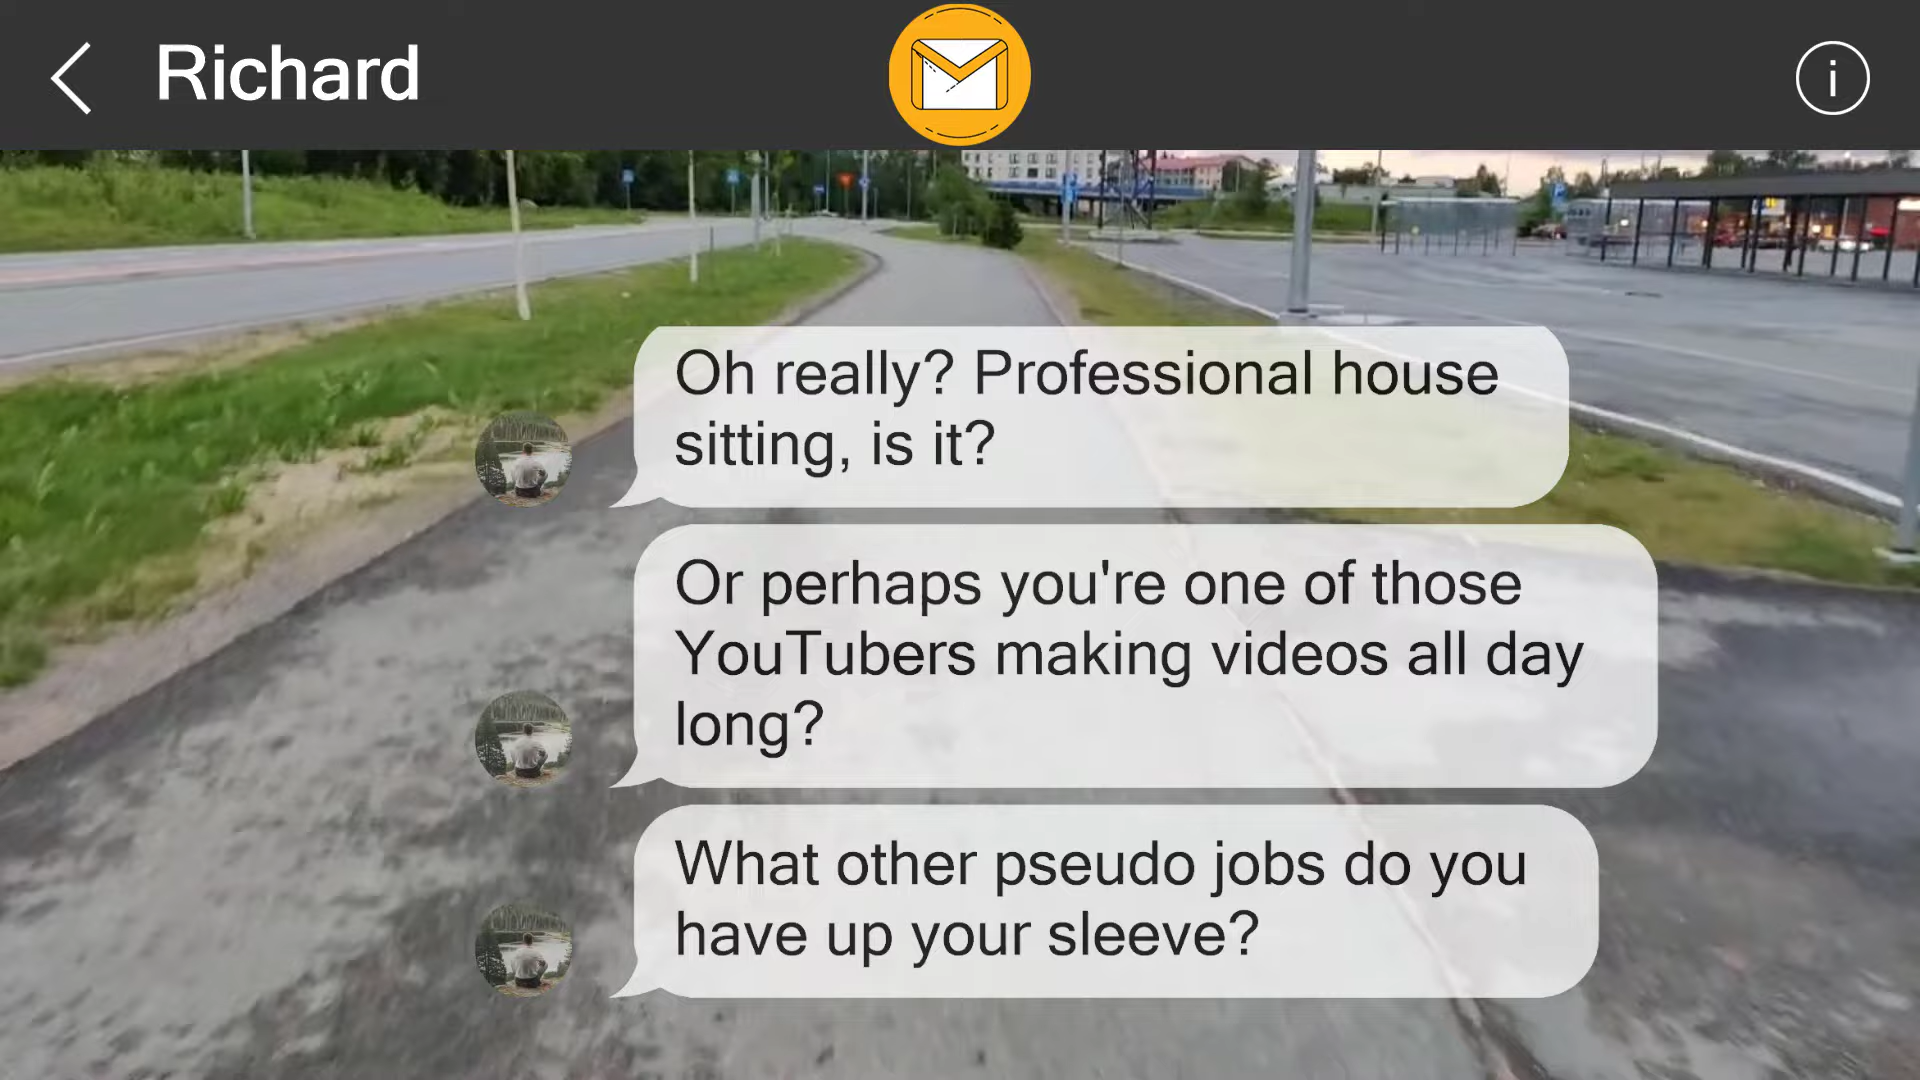 Richard
i
Oh really? Professional house
sitting, is it?
Or perhaps you're one of those
YouTubers making videos all day
long?
What other pseudo jobs do you
have up your sleeve?